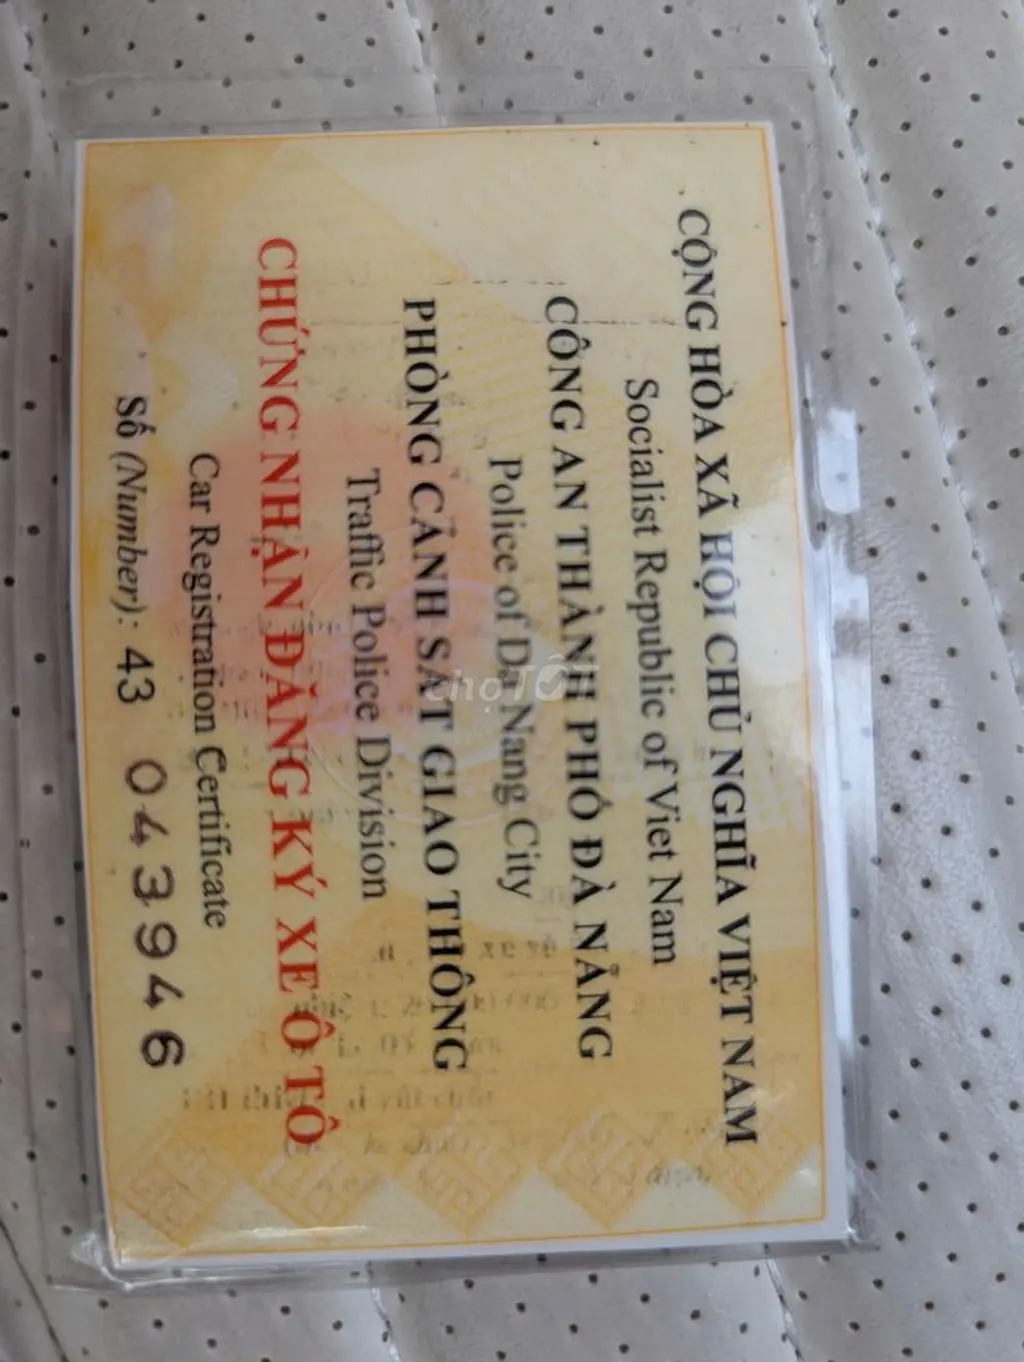 CỘNG HÒA XÃ HỘI CHỦ NGHĨA VIỆT NAM
Socialist Republic of Viet Nam
CÔNG AN THÀNH PHỐ ĐÀ NẴNG
Police of Da Nang City
PHÒNG CẢNH SÁT GIAO THÔNG
Traffic Police Division
CHỨNG NHẬN ĐĂNG KÝ XE Ô TÔ
Car Registration Certificate
Số (Number): 43 043946
chợTỐT